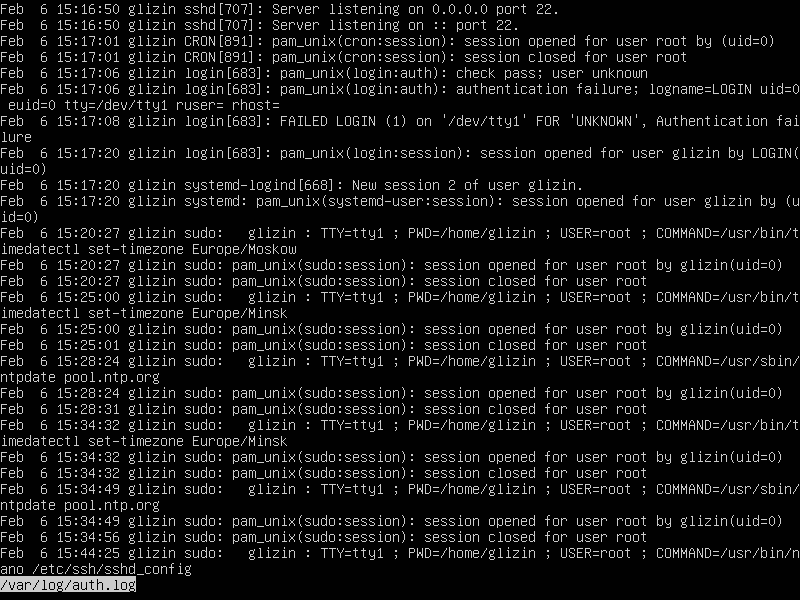 Feb  6 15:16:50 glizin sshd[707]: Server listening on 0.0.0.0 port 22.
Feb  6 15:16:50 glizin sshd[707]: Server listening on :: port 22.
Feb  6 15:17:01 glizin CRON[891]: pam_unix(cron:session): session opened for user root by (uid=0)
Feb  6 15:17:01 glizin CRON[891]: pam_unix(cron:session): session closed for user root
Feb  6 15:17:06 glizin login[683]: pam_unix(login:auth): check pass; user unknown
Feb  6 15:17:06 glizin login[683]: pam_unix(login:auth): authentication failure; logname=LOGIN uid=0
 euid=0 tty=/dev/tty1 ruser= rhost=
Feb  6 15:17:08 glizin login[683]: FAILED LOGIN (1) on '/dev/tty1' FOR 'UNKNOWN', Authentication fai
lure
Feb  6 15:17:20 glizin login[683]: pam_unix(login:session): session opened for user glizin by LOGIN(
uid=0)
Feb  6 15:17:20 glizin systemd-logind[668]: New session 2 of user glizin.
Feb  6 15:17:20 glizin systemd: pam_unix(systemd-user:session): session opened for user glizin by (u
id=0)
Feb  6 15:20:27 glizin sudo:   glizin : TTY=tty1 ; PWD=/home/glizin ; USER=root ; COMMAND=/usr/bin/t
imedatectl set-timezone Europe/Moskow
Feb  6 15:20:27 glizin sudo: pam_unix(sudo:session): session opened for user root by glizin(uid=0)
Feb  6 15:20:27 glizin sudo: pam_unix(sudo:session): session closed for user root
Feb  6 15:25:00 glizin sudo:   glizin : TTY=tty1 ; PWD=/home/glizin ; USER=root ; COMMAND=/usr/bin/t
imedatectl set-timezone Europe/Minsk
Feb  6 15:25:00 glizin sudo: pam_unix(sudo:session): session opened for user root by glizin(uid=0)
Feb  6 15:25:01 glizin sudo: pam_unix(sudo:session): session closed for user root
Feb  6 15:28:24 glizin sudo:   glizin : TTY=tty1 ; PWD=/home/glizin ; USER=root ; COMMAND=/usr/sbin/
ntpdate pool.ntp.org
Feb  6 15:28:24 glizin sudo: pam_unix(sudo:session): session opened for user root by glizin(uid=0)
Feb  6 15:28:31 glizin sudo: pam_unix(sudo:session): session closed for user root
Feb  6 15:34:32 glizin sudo:   glizin : TTY=tty1 ; PWD=/home/glizin ; USER=root ; COMMAND=/usr/bin/t
imedatectl set-timezone Europe/Minsk
Feb  6 15:34:32 glizin sudo: pam_unix(sudo:session): session opened for user root by glizin(uid=0)
Feb  6 15:34:32 glizin sudo: pam_unix(sudo:session): session closed for user root
Feb  6 15:34:49 glizin sudo:   glizin : TTY=tty1 ; PWD=/home/glizin ; USER=root ; COMMAND=/usr/sbin/
ntpdate pool.ntp.org
Feb  6 15:34:49 glizin sudo: pam_unix(sudo:session): session opened for user root by glizin(uid=0)
Feb  6 15:34:56 glizin sudo: pam_unix(sudo:session): session closed for user root
Feb  6 15:44:25 glizin sudo:   glizin : TTY=tty1 ; PWD=/home/glizin ; USER=root ; COMMAND=/usr/bin/n
ano /etc/ssh/sshd_config
/var/log/auth.log